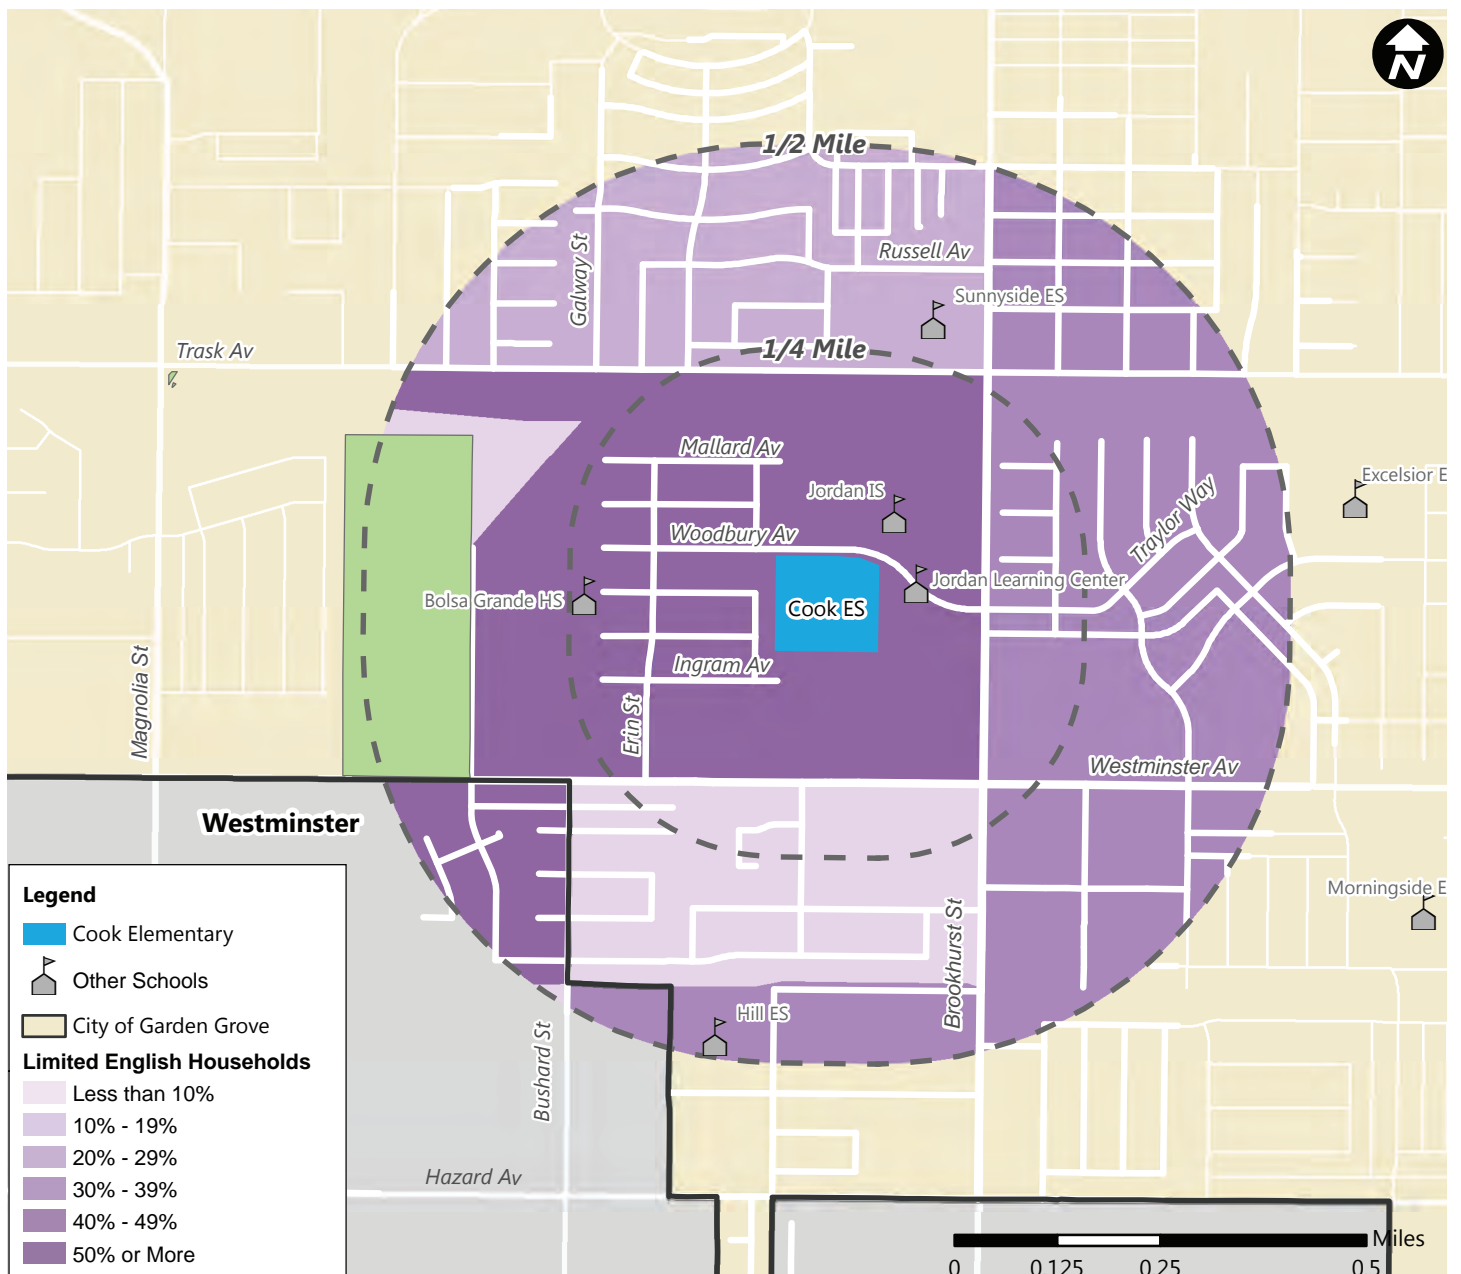 N
1/2 Mile
Russell Av
Galway St
Sunnyside ES
1/4 Mile
Trask Av
Mallard Av
Excelsior E
Jordan IS
Traylor Way
Woodbury Av
Jordan Learning Center
Bolsa Grande HS
Cook ES
Magnolia St
Ingram Av
Erin St
Westminster Av
Westminster
Morningside E
Brookhurst St
Hill ES
Bushard St
Hazard Av
Legend
Cook Elementary
Other Schools
City of Garden Grove
Limited English Households
Less than 10%
10% - 19%
20% - 29%
30% - 39%
40% - 49%
50% or More
Miles
0 0.125 0.25 0.5